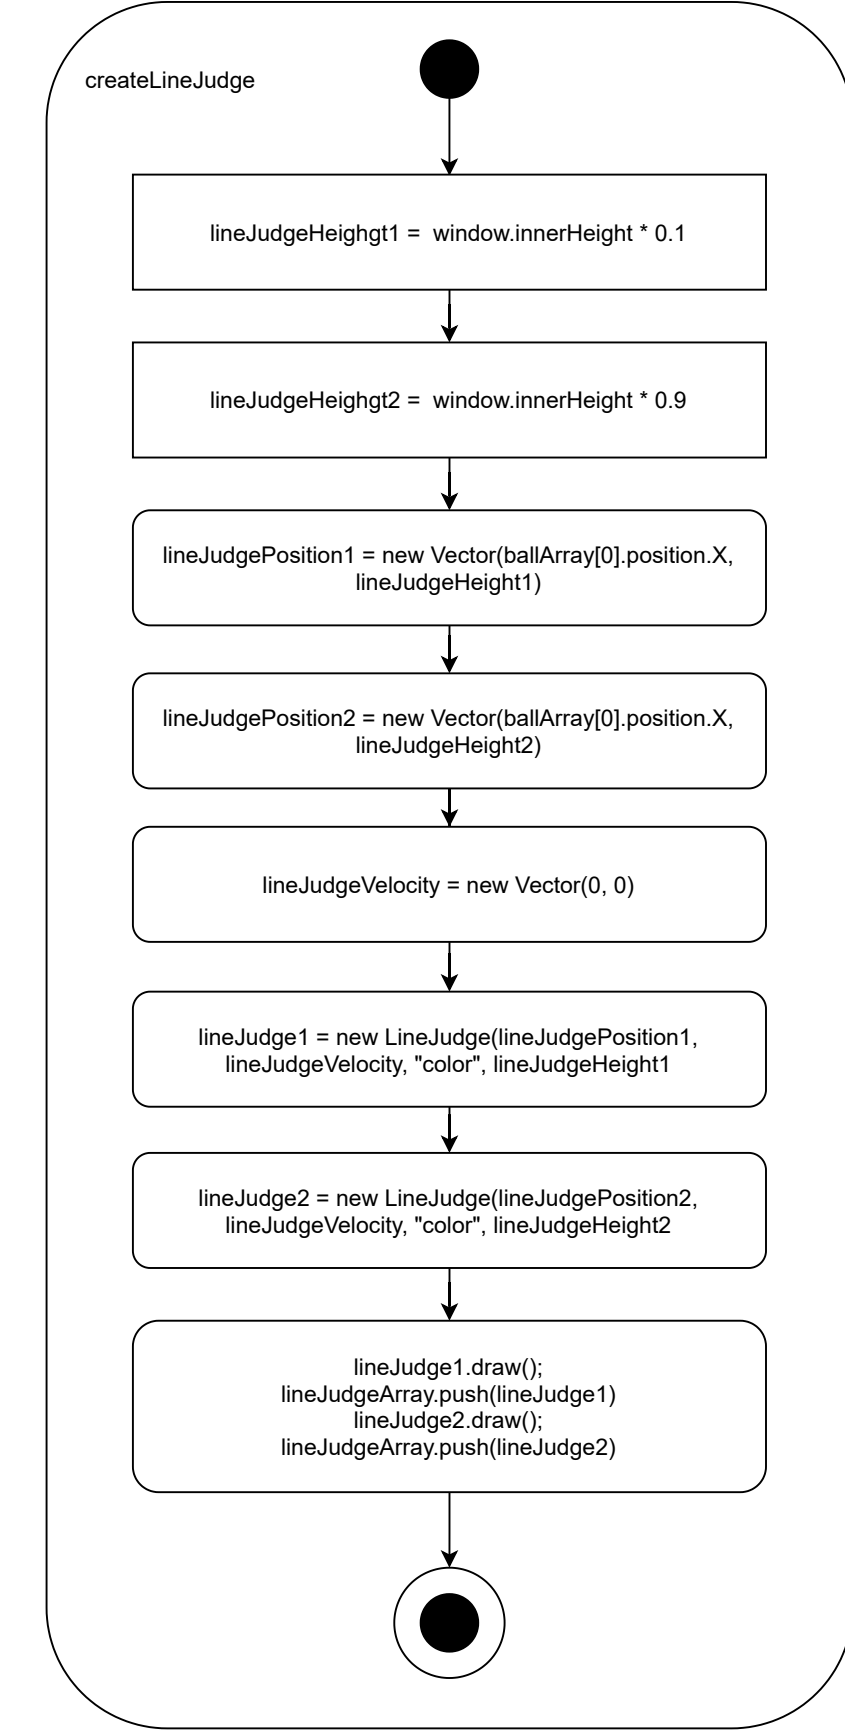 createLineJudge
lineJudgeHeighgt1 =  window.innerHeight * 0.1
lineJudgeHeighgt2 =  window.innerHeight * 0.9
lineJudgePosition1 = new Vector(ballArray[0].position.X,
lineJudgeHeight1)
lineJudgePosition2 = new Vector(ballArray[0].position.X,
lineJudgeHeight2)
lineJudgeVelocity = new Vector(0, 0)
lineJudge1 = new LineJudge(lineJudgePosition1,
lineJudgeVelocity, "color", lineJudgeHeight1
lineJudge2 = new LineJudge(lineJudgePosition2,
lineJudgeVelocity, "color", lineJudgeHeight2
lineJudge1.draw();
lineJudgeArray.push(lineJudge1)
lineJudge2.draw();
lineJudgeArray.push(lineJudge2)